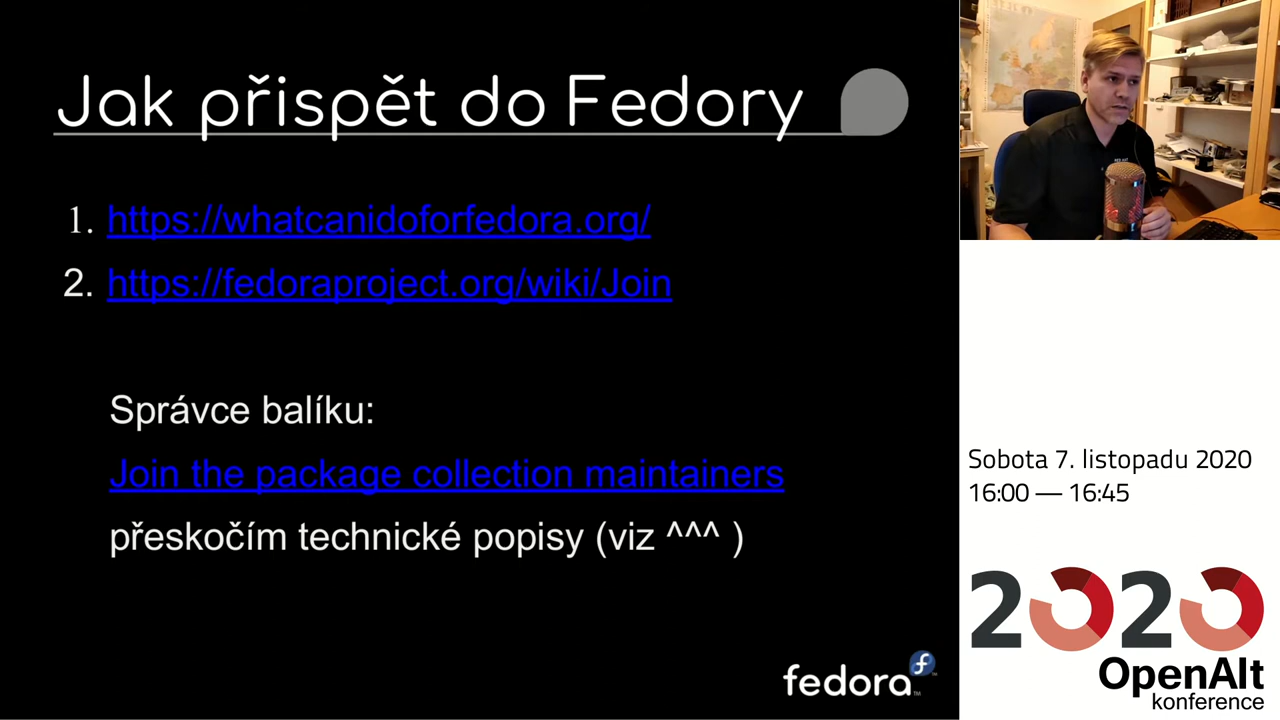 Jak přispět do Fedory
1. https://whatcanidoforfedora.org/
2. https://fedoraproject.org/wiki/Join
Správce balíku:
Join the package collection maintainers
přeskočím technické popisy (viz ^^^ )
fedora™
Sobota 7. listopadu 2020
16:00 — 16:45
2020
OpenAlt
konference